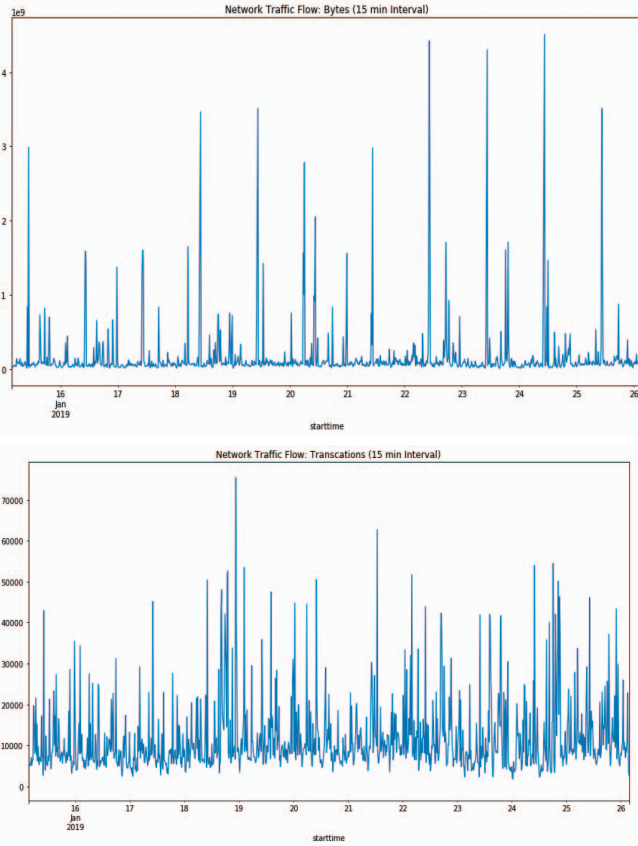 Network Traffic Flow: Bytes (15 min Interval)
1e9
4
3
2
1
0
16 17 18 19 20 21 22 23 24 25 26
Jan
2019
starttime
Network Traffic Flow: Transcations (15 min Interval)
70000
60000
50000
40000
30000
20000
10000
0
16 17 18 19 20 21 22 23 24 25 26
Jan
2019
starttime